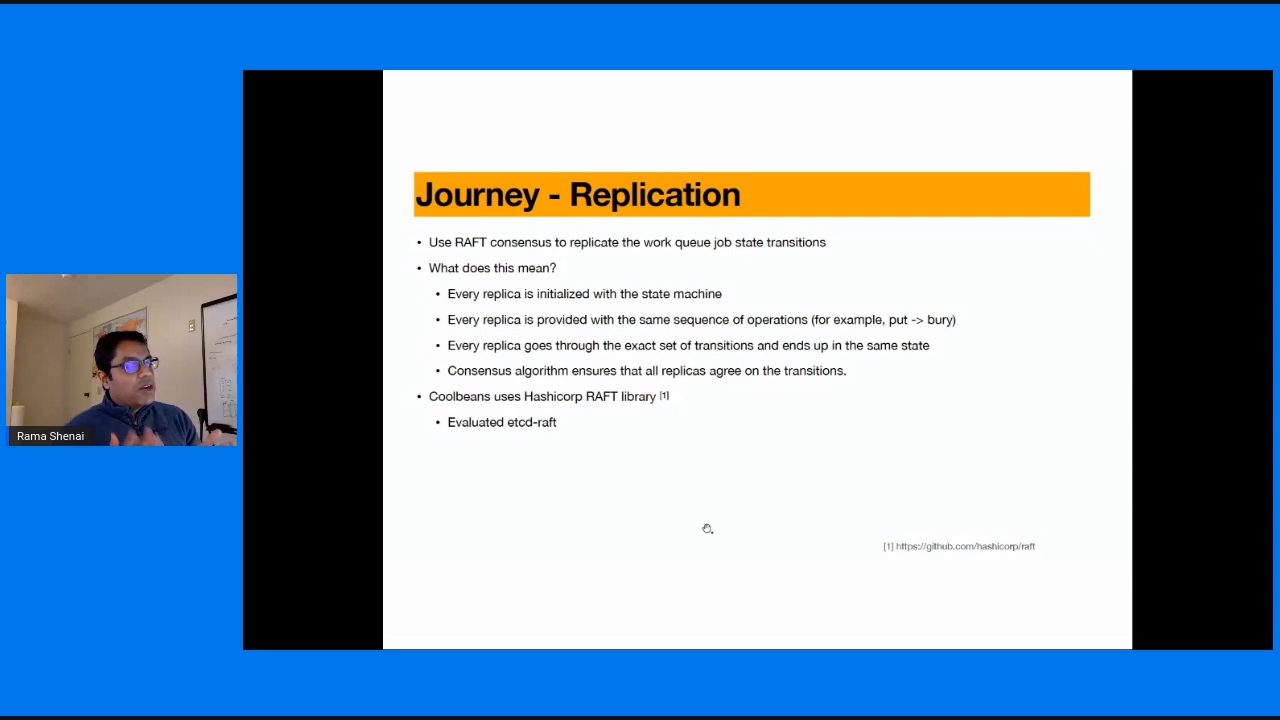 Journey - Replication
• Use RAFT consensus to replicate the work queue job state transitions
• What does this mean?
• Every replica is initialized with the state machine
• Every replica is provided with the same sequence of operations (for example, put -> bury)
• Every replica goes through the exact set of transitions and ends up in the same state
• Consensus algorithm ensures that all replicas agree on the transitions.
• Coolbeans uses Hashicorp RAFT library [1]
• Evaluated etcd-raft
[1] https://github.com/hashicorp/raft
Rama Shenai